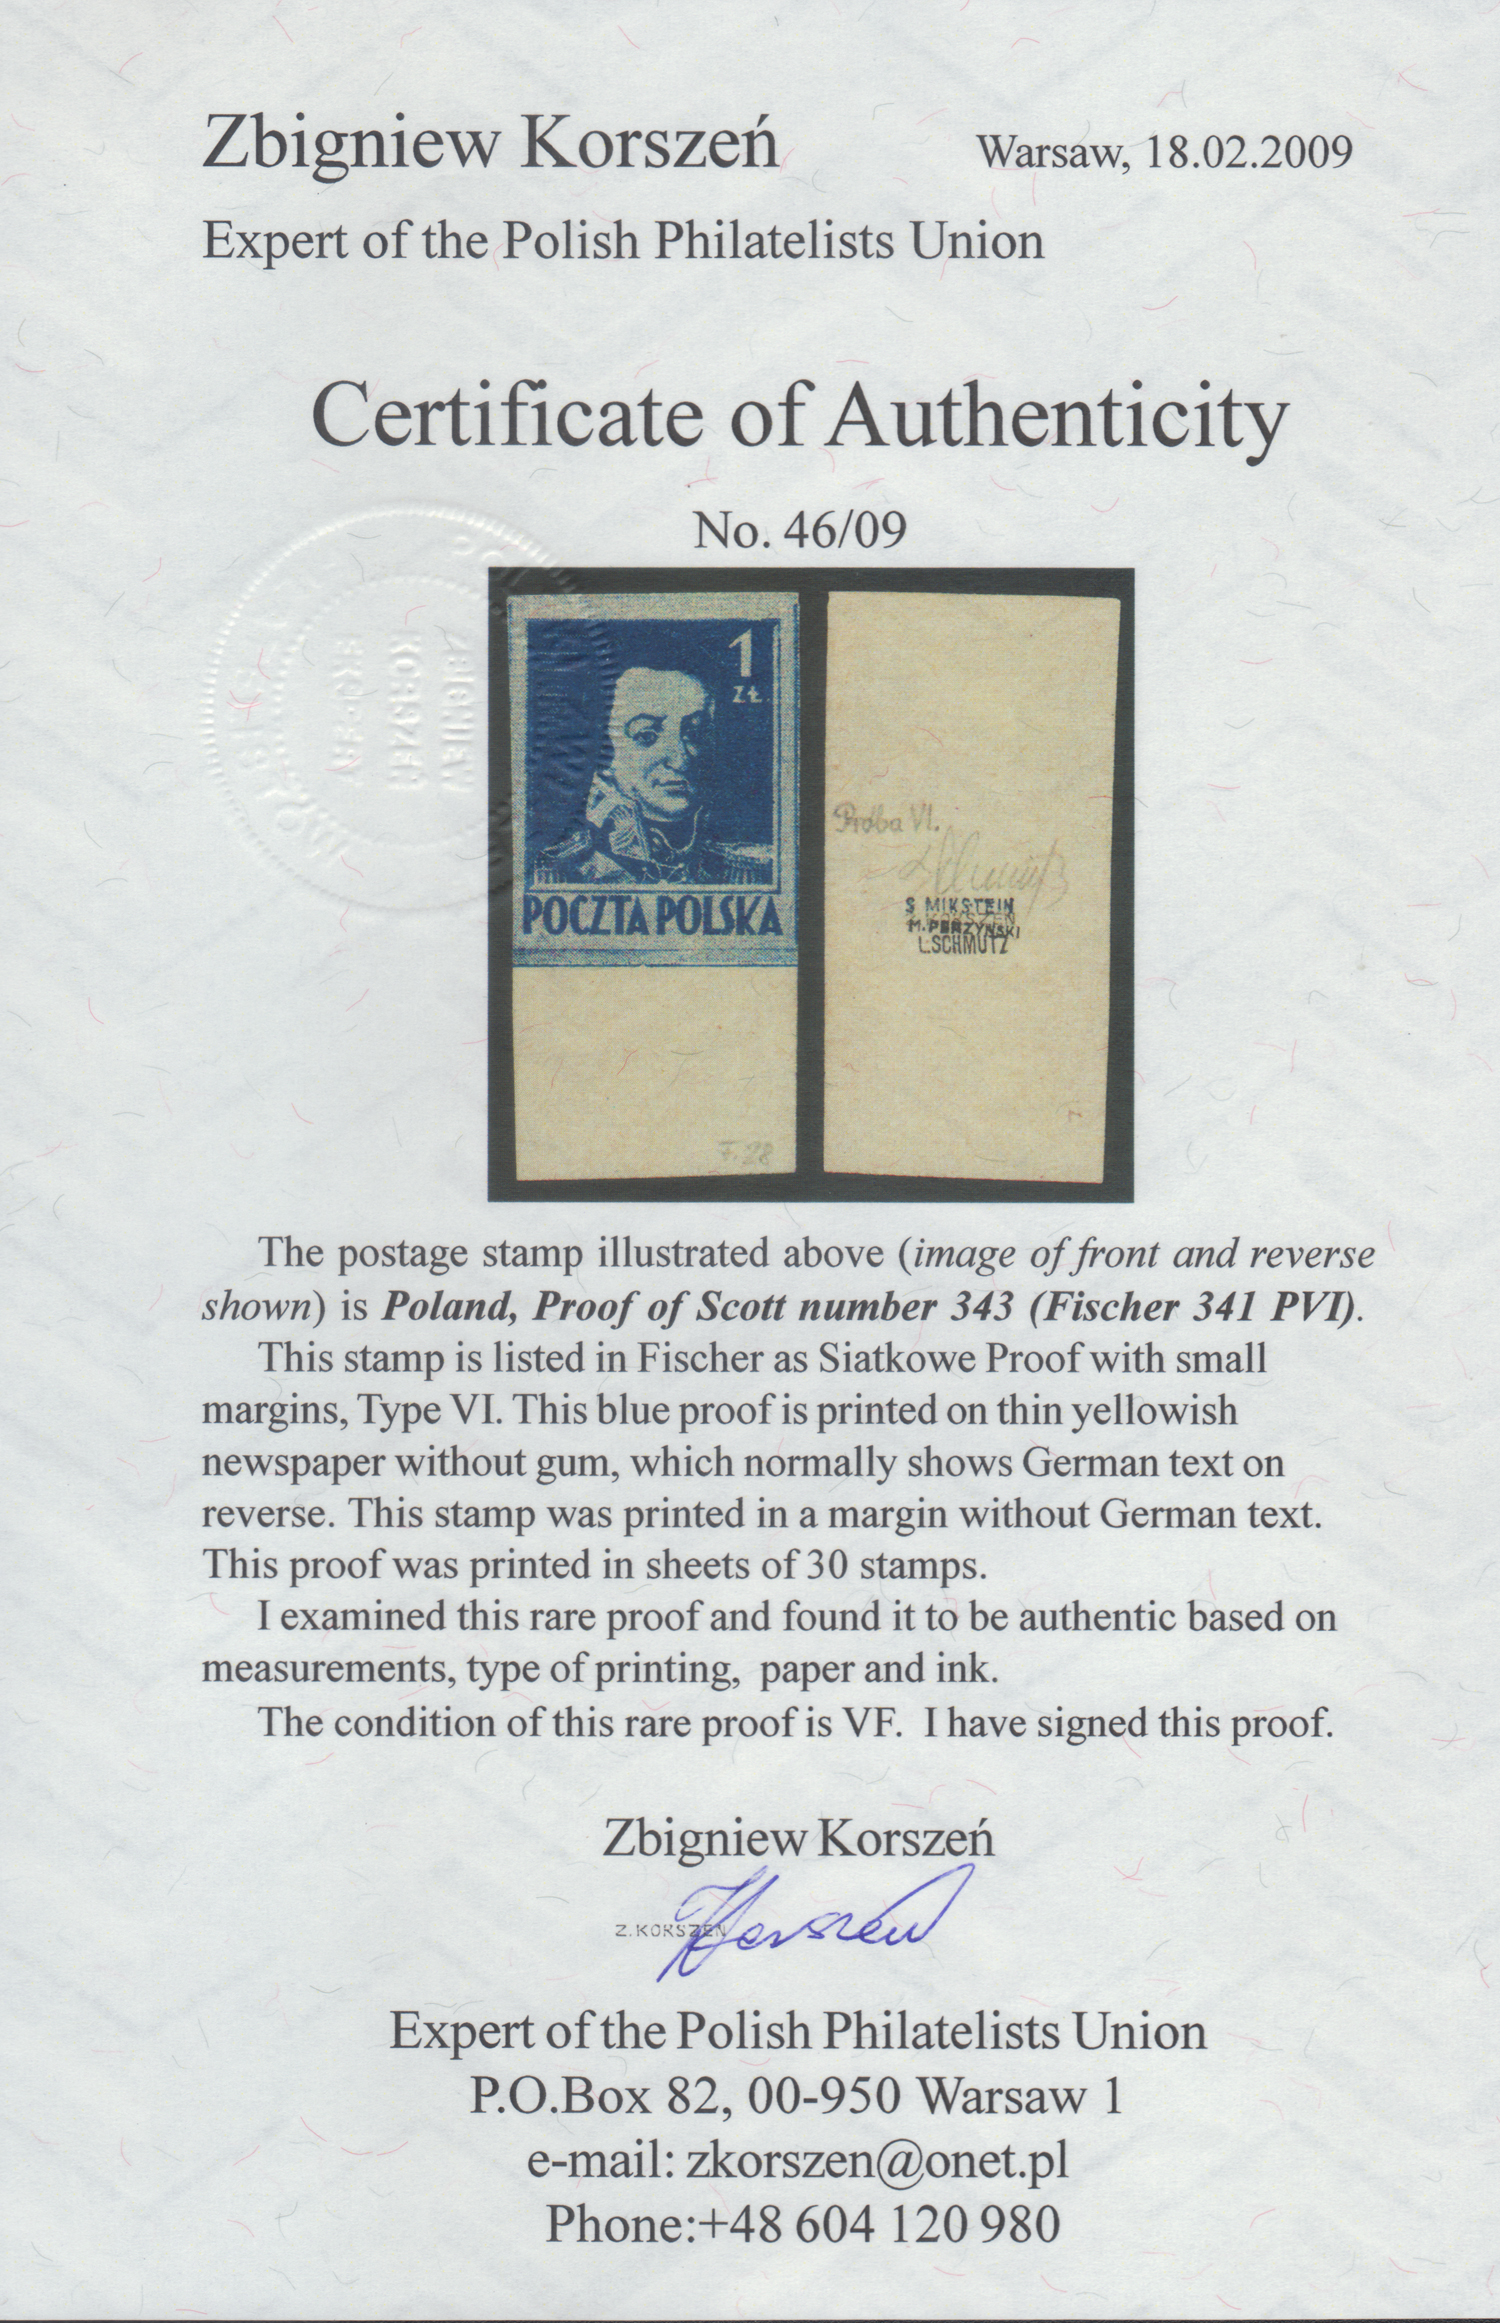 Zbigniew Korszeń
Warsaw, 18.02.2009
Expert of the Polish Philatelists Union
Certificate of Authenticity
No. 46/09
1
ZŁ
POCZTA POLSKA
Próba VI.
S. MIKSTEIN
Z. KORSZEN
M. PERZYŃSKI
L. SCHMUTZ
F. 28
The postage stamp illustrated above (image of front and reverse
shown) is Poland, Proof of Scott number 343 (Fischer 341 PVI).
This stamp is listed in Fischer as Siatkowe Proof with small
margins, Type VI. This blue proof is printed on thin yellowish
newspaper without gum, which normally shows German text on
reverse. This stamp was printed in a margin without German text.
This proof was printed in sheets of 30 stamps.
I examined this rare proof and found it to be authentic based on
measurements, type of printing, paper and ink.
The condition of this rare proof is VF. I have signed this proof.
Zbigniew Korszeń
Z. KORSZEN
Expert of the Polish Philatelists Union
P.O.Box 82, 00-950 Warsaw 1
e-mail: zkorszen@onet.pl
Phone:+48 604 120 980